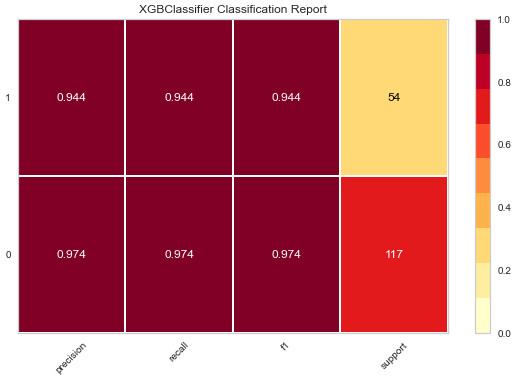 XGBClassifier Classification Report
1 0.944 0.944 0.944 54
0 0.974 0.974 0.974 117
precision recall f1 support
1.0
0.8
0.6
0.4
0.2
0.0